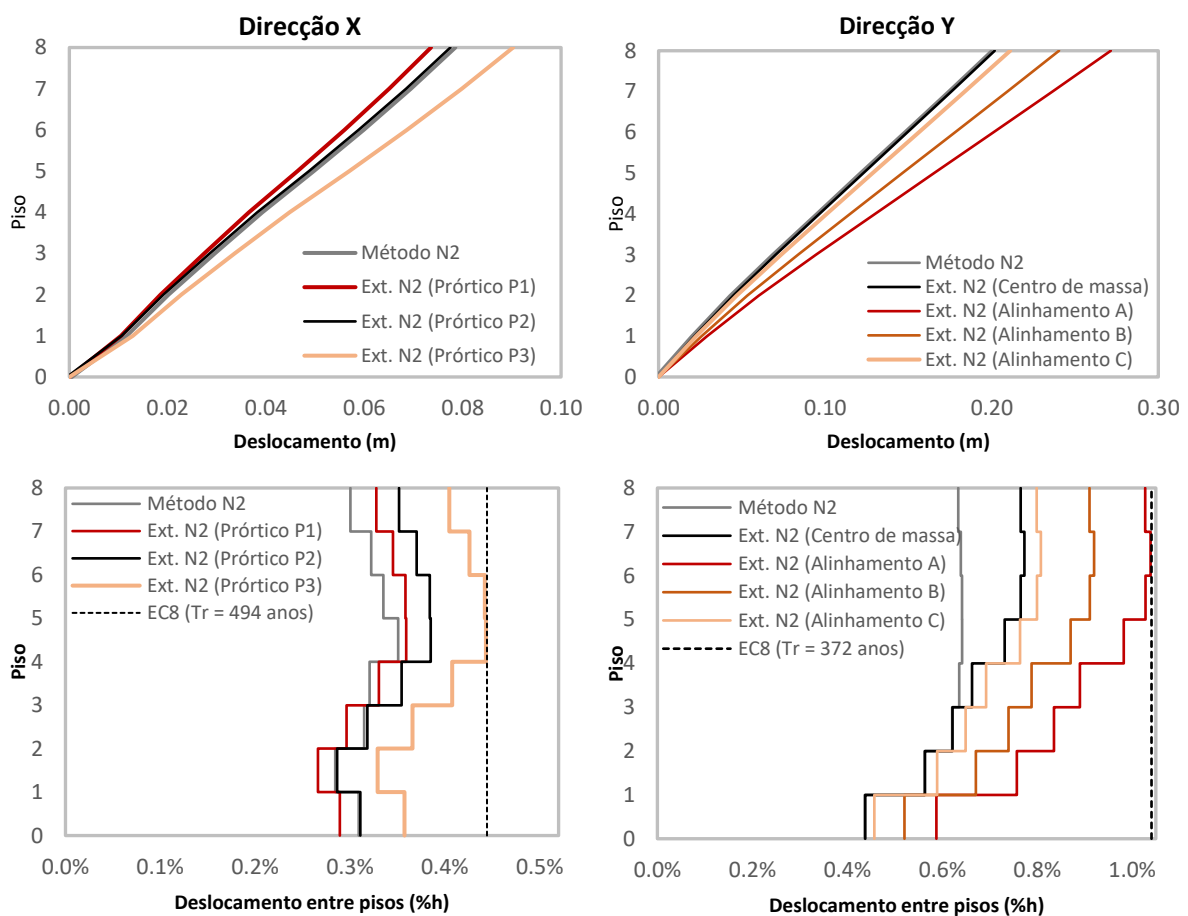 Direcção X
8
7
6
5
4
3
2
1
0
Piso
Método N2
Ext. N2 (Prórtico P1)
Ext. N2 (Prórtico P2)
Ext. N2 (Prórtico P3)
0.00 0.02 0.04 0.06 0.08 0.10
Deslocamento (m)
Direcção Y
8
7
6
5
4
3
2
1
0
Piso
Método N2
Ext. N2 (Centro de massa)
Ext. N2 (Alinhamento A)
Ext. N2 (Alinhamento B)
Ext. N2 (Alinhamento C)
0.00 0.10 0.20 0.30
Deslocamento (m)
8
7
6
5
4
3
2
1
0
Piso
Método N2
Ext. N2 (Prórtico P1)
Ext. N2 (Prórtico P2)
Ext. N2 (Prórtico P3)
EC8 (Tr = 494 anos)
0.0% 0.1% 0.2% 0.3% 0.4% 0.5%
Deslocamento entre pisos (%h)
8
7
6
5
4
3
2
1
0
Piso
Método N2
Ext. N2 (Centro de massa)
Ext. N2 (Alinhamento A)
Ext. N2 (Alinhamento B)
Ext. N2 (Alinhamento C)
EC8 (Tr = 372 anos)
0.0% 0.2% 0.4% 0.6% 0.8% 1.0%
Deslocamento entre pisos (%h)